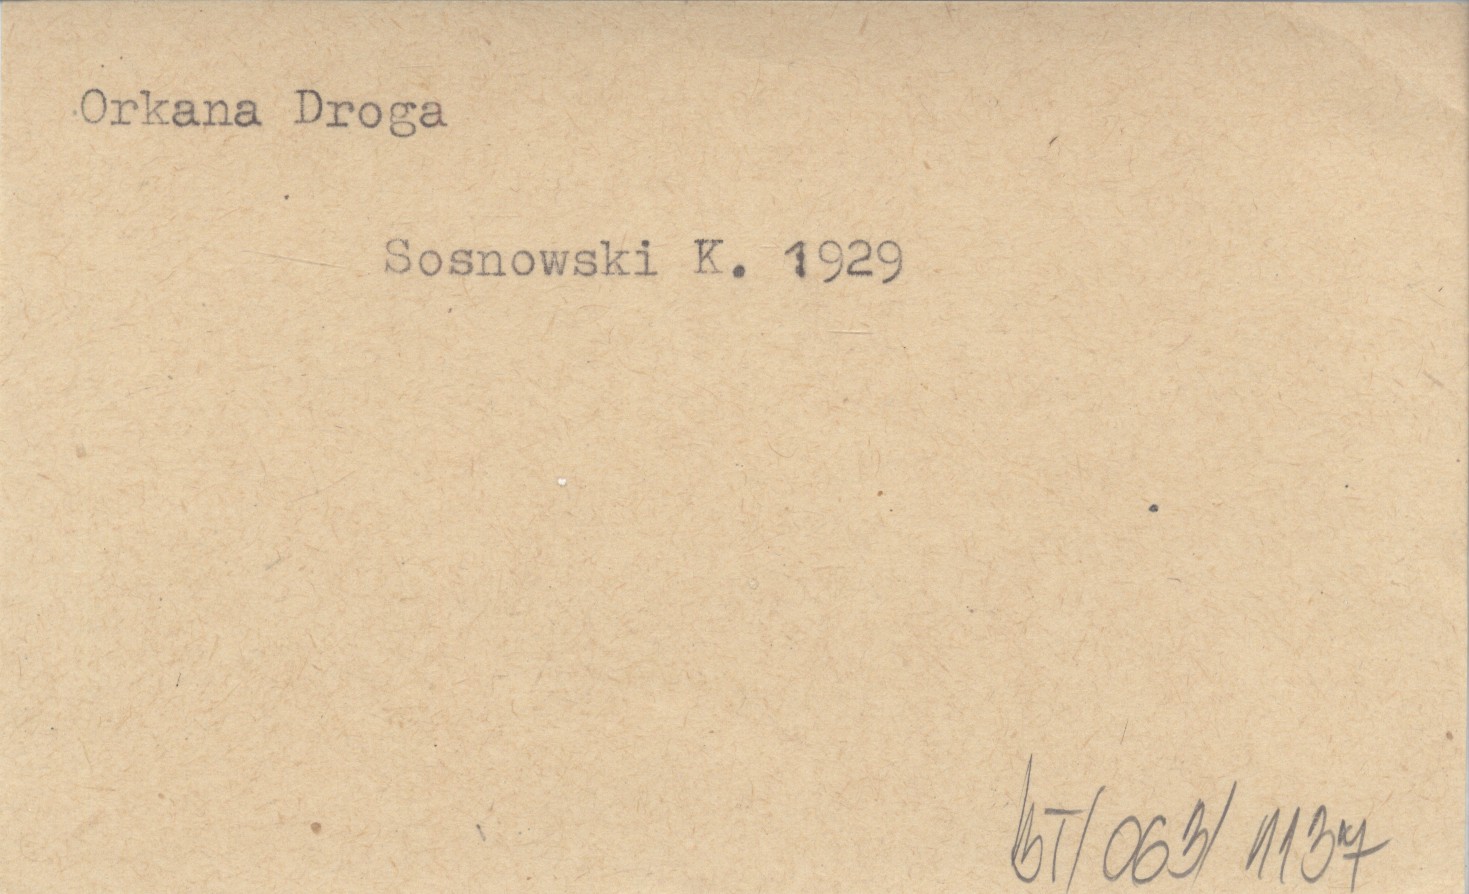 Orkana Droga
Sosnowski K. 1929
BT/063/1137